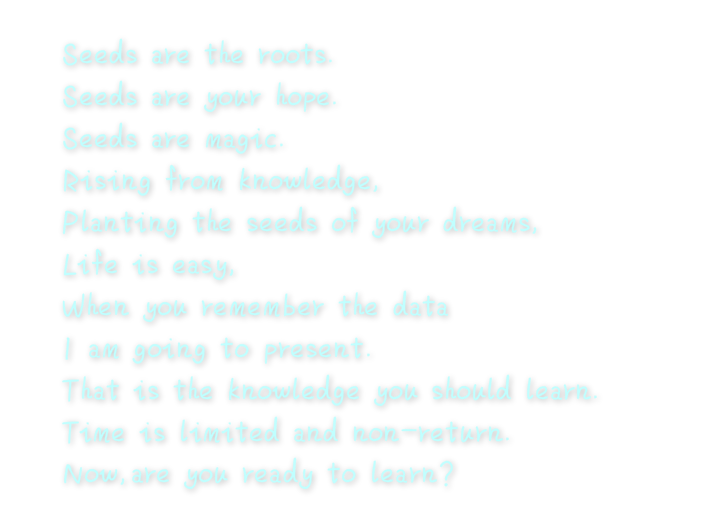 Seeds are the roots.
Seeds are your hope.
Seeds are magic.
Rising from knowledge,
Planting the seeds of your dreams,
Life is easy,
When you remember the data
I am going to present.
That is the knowledge you should learn.
Time is limited and non-return.
Now,are you ready to learn?